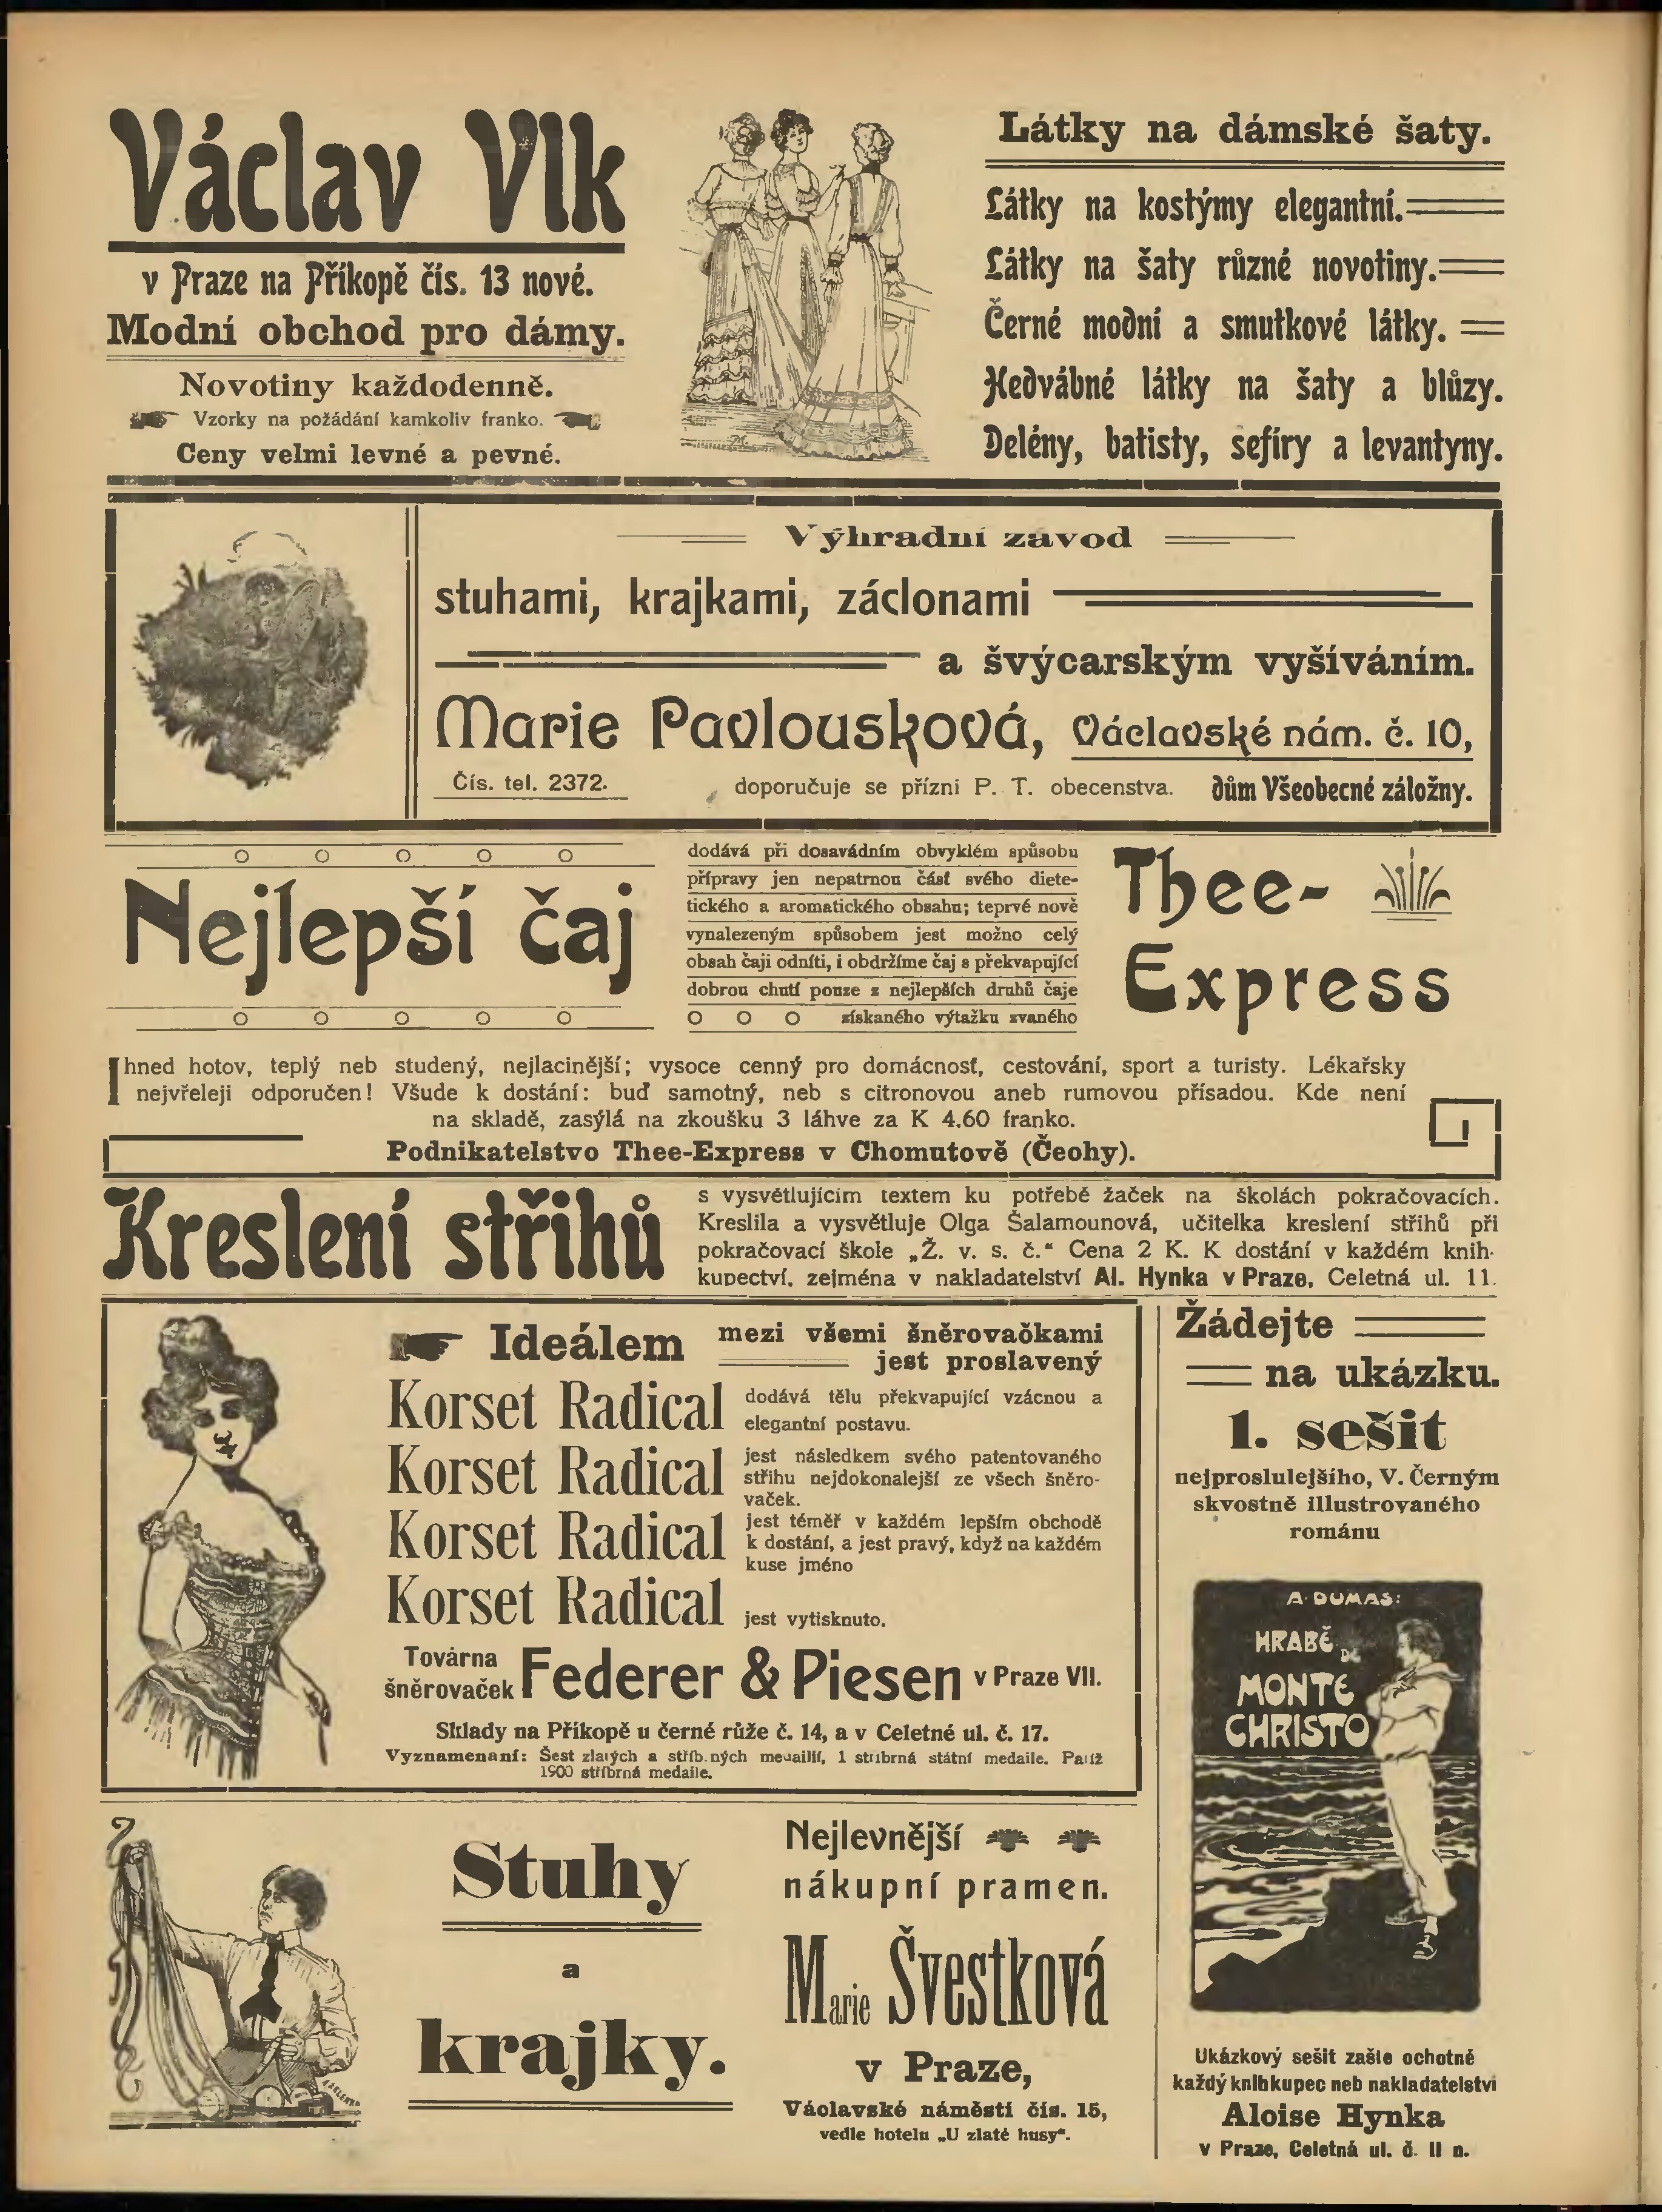 Václav Vlk
v Praze na Příkopě čís. 13 nové.
Modní obchod pro dámy.
Novotiny každodenně.
Vzorky na požádání kamkoliv franko.
Ceny velmi levné a pevné.
Látky na dámské šaty.
Látky na kostýmy elegantní.
Látky na šaty různé novotiny.
Černé modní a smutkové látky.
Hedvábné látky na šaty a blůzy.
Delény, batisty, sefíry a levantyny.
Výhradní závod
stuhami, krajkami, záclonami
a švýcarským vyšíváním.
Marie Pavlousková, Václavské nám. č. 10,
Čís. tel. 2372. doporučuje se přízni P. T. obecenstva. dům Všeobecné záložny.
Nejlepší čaj
dodává při dosavádním obvyklém spůsobu
přípravy jen nepatrnou část svého diete-
tického a aromatického obsahu; teprvé nově
vynalezeným spůsobem jest možno celý
obsah čaji odníti, i obdržíme čaj s překvapující
dobrou chutí pouze z nejlepších druhů čaje
získaného výtažku zvaného
Thee-
Express
Ihned hotov, teplý neb studený, nejlacinější; vysoce cenný pro domácnost, cestování, sport a turisty. Lékařsky
nejvřeleji odporučen! Všude k dostání: buď samotný, neb s citronovou aneb rumovou přísadou. Kde není
na skladě, zasýlá na zkoušku 3 láhve za K 4.60 franko.
Podnikatelstvo Thee-Express v Chomutově (Čeohy).
Kreslení střihů
s vysvětlujícim textem ku potřebě žaček na školách pokračovacích.
Kreslila a vysvětluje Olga Šalamounová, učitelka kreslení střihů při
pokračovací škole „Ž. v. s. č.“ Cena 2 K. K dostání v každém knih-
kupectví, zejména v nakladatelství Al. Hynka v Praze, Celetná ul. 11.
Ideálem mezi všemi šněrovačkami
jest proslavený
Korset Radical dodává tělu překvapující vzácnou a
elegantní postavu.
Korset Radical jest následkem svého patentovaného
střihu nejdokonalejší ze všech šněro-
vaček.
Korset Radical jest téměř v každém lepším obchodě
k dostání, a jest pravý, když na každém
kuse jméno
Korset Radical jest vytisknuto.
Továrna
šněrovaček Federer & Piesen v Praze VII.
Sklady na Příkopě u černé růže č. 14, a v Celetné ul. č. 17.
Vyznamenaní: Šest zlatých a stříbrných medailií, 1 stříbrná státní medaile. Paříž
1900 stříbrná medaile.
Žádejte
na ukázku.
1. sešit
nejproslulejšího, V. Černým
skvostně illustrovaného
románu
A. DUMAS:
HRABĚ DE
MONTE
CHRISTO
Ukázkový sešit zašle ochotně
každý knihkupec neb nakladatelství
Aloise Hynka
v Praze, Celetná ul. č. 11 n.
Stuhy
a
krajky.
Nejlevnější
nákupní pramen.
Marie Švestková
v Praze,
Václavské náměstí čís. 15,
vedle hotelu „U zlaté husy“.